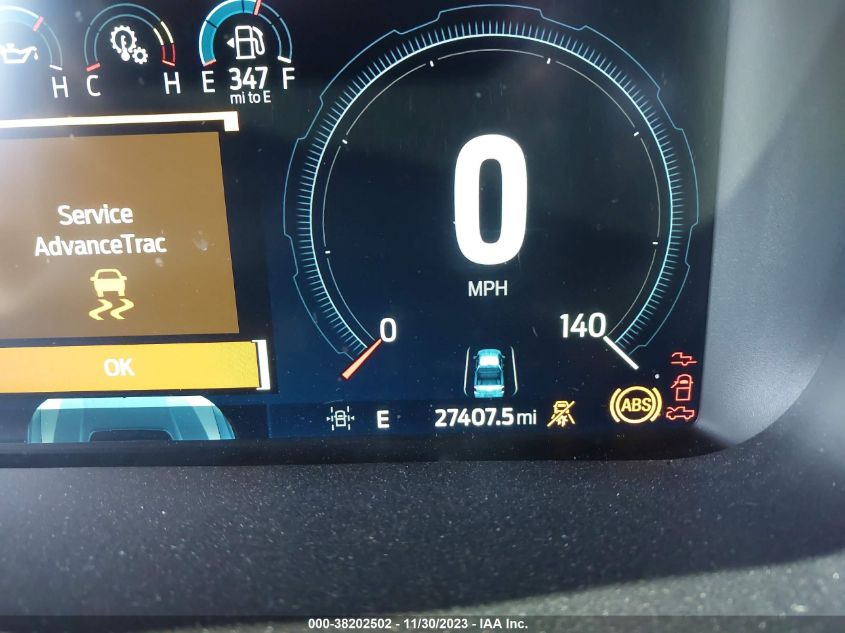 H C H E 347 F
mi to E
Service
AdvanceTrac
OK
0
MPH
0 140
E 27407.5 mi ABS
000-38202502 - 11/30/2023 - IAA Inc.